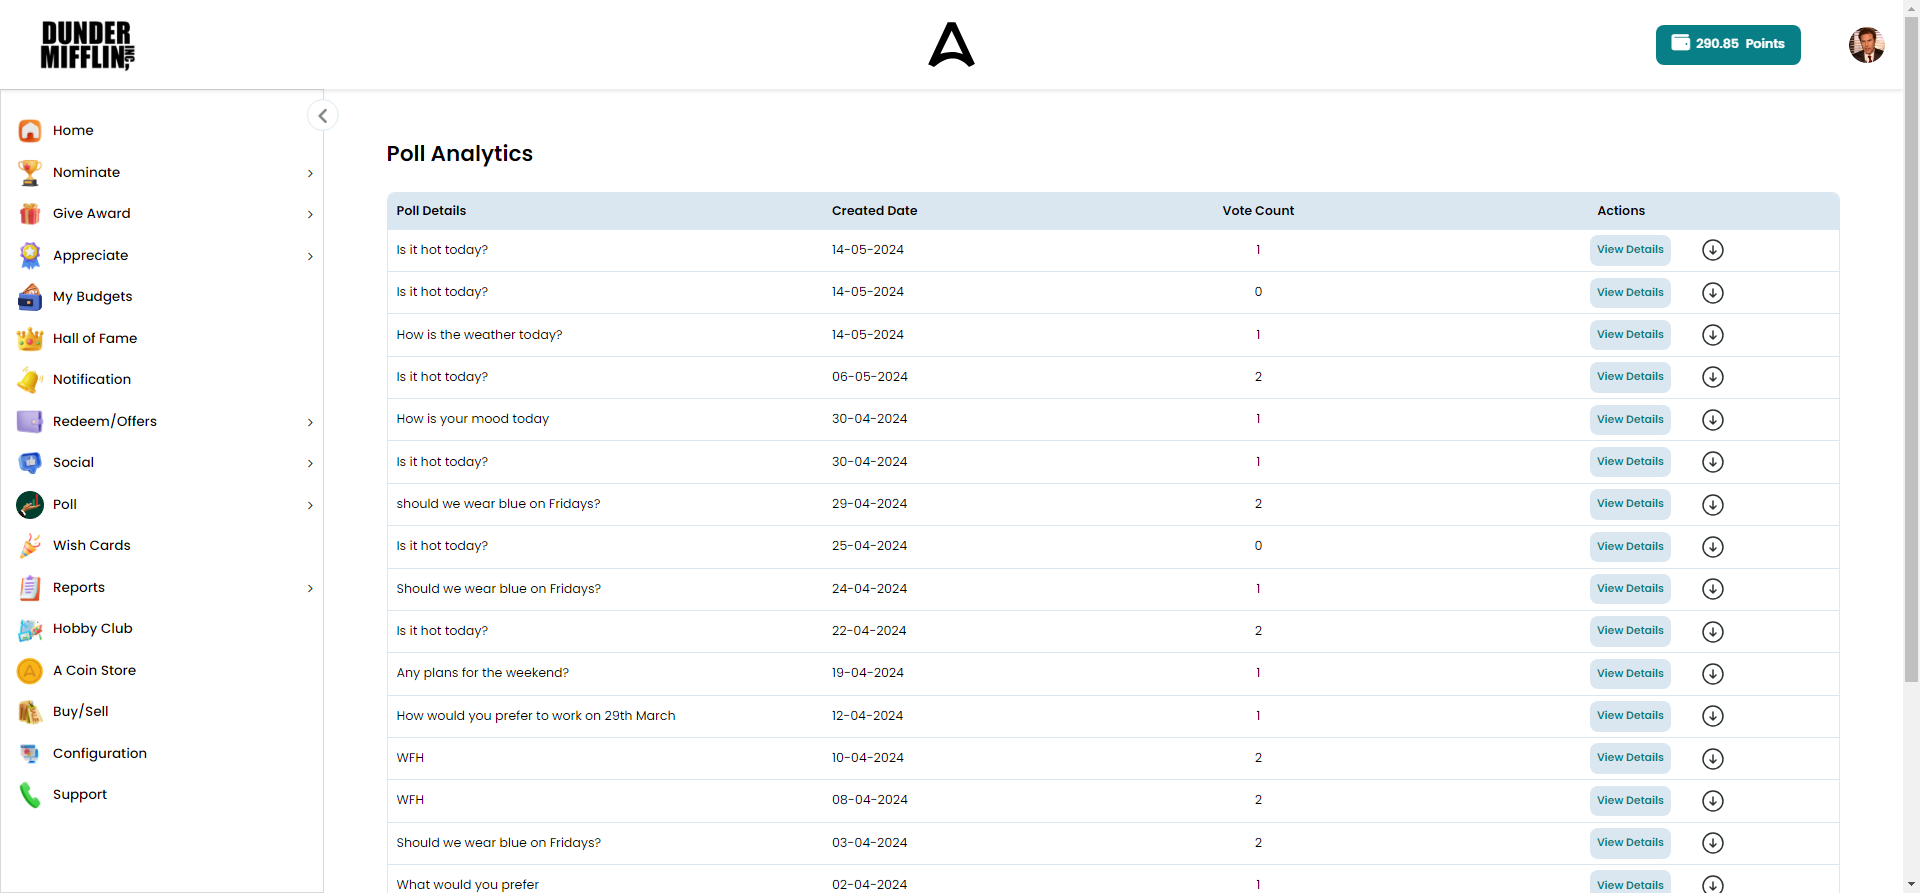 DUNDER
MIFFLIN INC,
290.85 Points
Home
Nominate
Give Award
Appreciate
My Budgets
Hall of Fame
Notification
Redeem/Offers
Social
Poll
Wish Cards
Reports
Hobby Club
A Coin Store
Buy/Sell
Configuration
Support
Poll Analytics
Poll Details Created Date Vote Count Actions
Is it hot today? 14-05-2024 1 View Details
Is it hot today? 14-05-2024 0 View Details
How is the weather today? 14-05-2024 1 View Details
Is it hot today? 06-05-2024 2 View Details
How is your mood today 30-04-2024 1 View Details
Is it hot today? 30-04-2024 1 View Details
should we wear blue on Fridays? 29-04-2024 2 View Details
Is it hot today? 25-04-2024 0 View Details
Should we wear blue on Fridays? 24-04-2024 1 View Details
Is it hot today? 22-04-2024 2 View Details
Any plans for the weekend? 19-04-2024 1 View Details
How would you prefer to work on 29th March 12-04-2024 1 View Details
WFH 10-04-2024 2 View Details
WFH 08-04-2024 2 View Details
Should we wear blue on Fridays? 03-04-2024 2 View Details
What would you prefer 02-04-2024 1 View Details